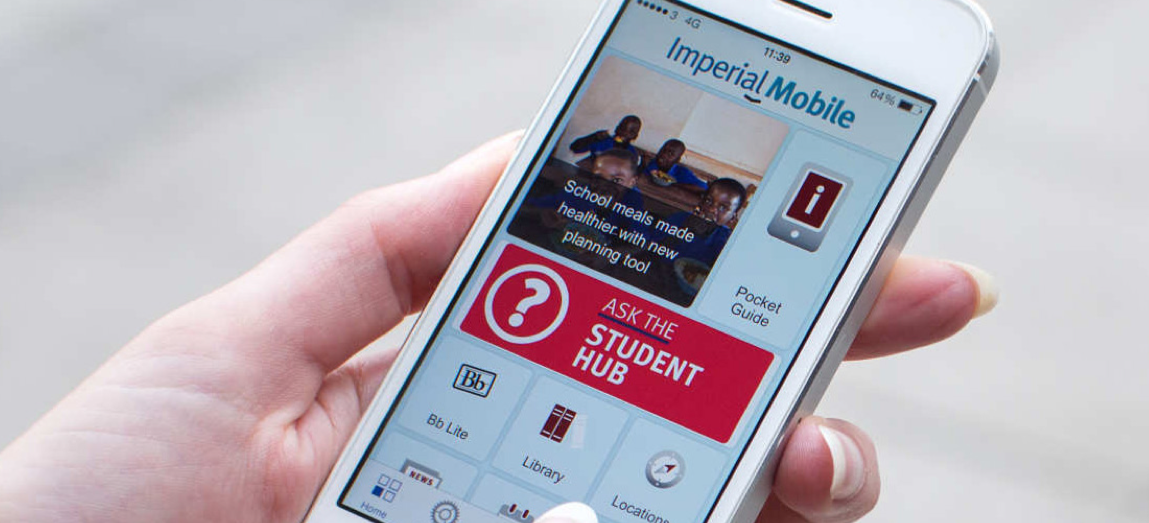 3 4G
11:39
64%
Imperial Mobile
School meals made
healthier with new
planning tool
i
Pocket
Guide
?
ASK THE
STUDENT
HUB
Bb
Bb Lite
Library
Locations
NEWS
Home